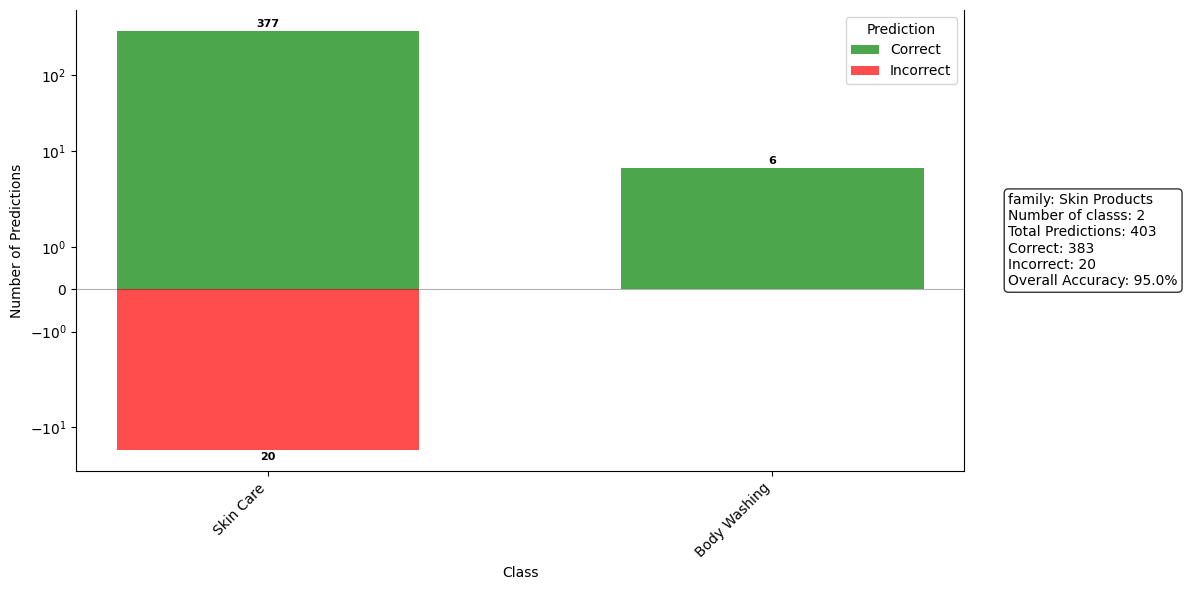 377
Prediction
Correct
Incorrect
10²
10¹
6
10⁰
0
−10⁰
−10¹
20
Number of Predictions
family: Skin Products
Number of classs: 2
Total Predictions: 403
Correct: 383
Incorrect: 20
Overall Accuracy: 95.0%
Skin Care
Body Washing
Class